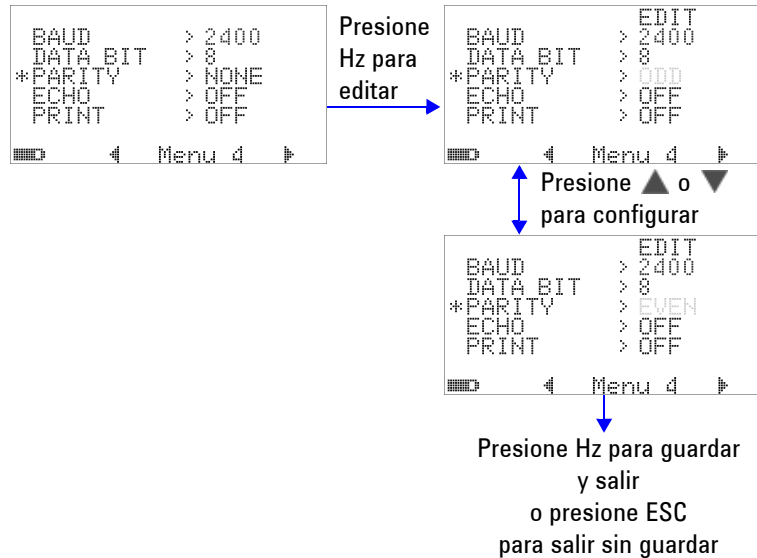 BAUD > 2400
DATA BIT > 8
*PARITY > NONE
ECHO > OFF
PRINT > OFF
Menu 4
Presione
Hz para
editar
EDIT
BAUD > 2400
DATA BIT > 8
*PARITY > ODD
ECHO > OFF
PRINT > OFF
Menu 4
Presione ▲ o ▼
para configurar
EDIT
BAUD > 2400
DATA BIT > 8
*PARITY > EVEN
ECHO > OFF
PRINT > OFF
Menu 4
Presione Hz para guardar
y salir
o presione ESC
para salir sin guardar